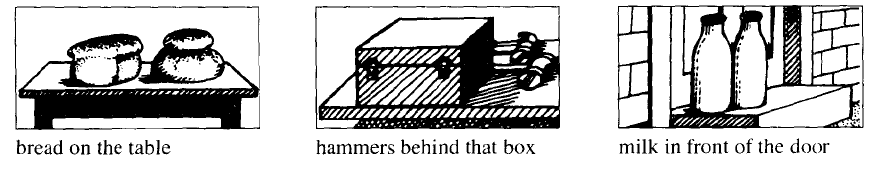 bread on the table
hammers behind that box
milk in front of the door